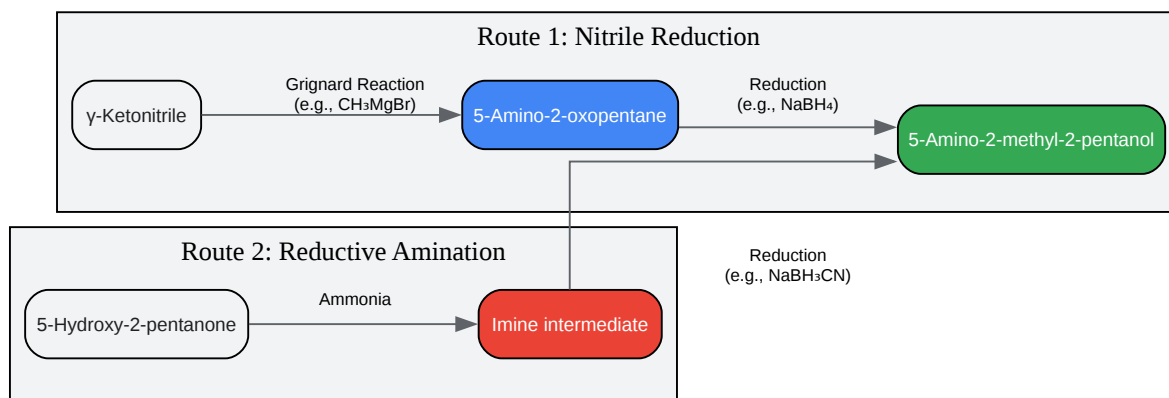 Route 1: Nitrile Reduction
γ-Ketonitrile
Grignard Reaction
(e.g., CH₃MgBr)
5-Amino-2-oxopentane
Reduction
(e.g., NaBH₄)
5-Amino-2-methyl-2-pentanol
Route 2: Reductive Amination
5-Hydroxy-2-pentanone
Ammonia
Imine intermediate
Reduction
(e.g., NaBH₃CN)